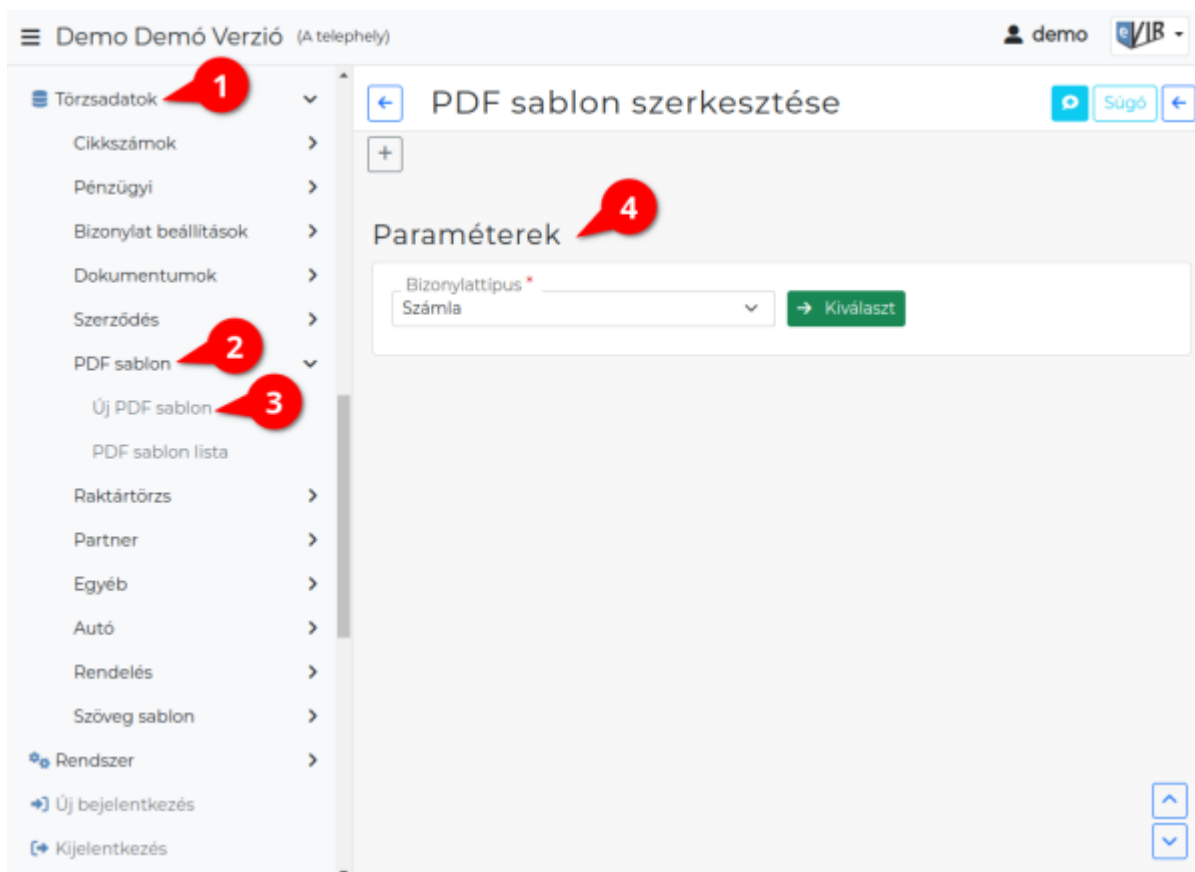 Demo Demó Verzió (A telephely)
demo
eVIR
Törzsadatok
1
Cikkszámok
Pénzügyi
Bizonylat beállítások
Dokumentumok
Szerződés
PDF sablon
2
Új PDF sablon
3
PDF sablon lista
Raktártörzs
Partner
Egyéb
Autó
Rendelés
Szöveg sablon
Rendszer
Új bejelentkezés
Kijelentkezés
PDF sablon szerkesztése
Súgó
Paraméterek
4
Bizonylattípus *
Számla
Kiválaszt